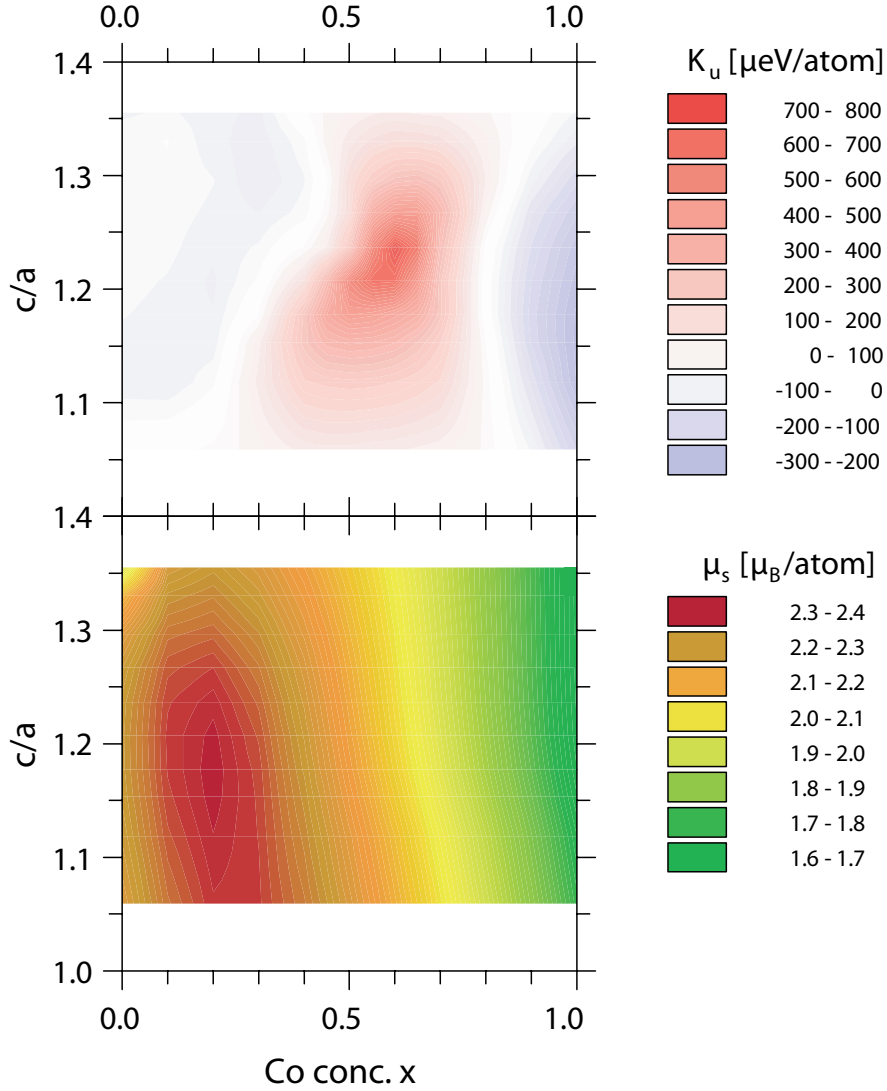 0.0 0.5 1.0
K_u [μeV/atom]
1.4
1.3
1.2
1.1
c/a
700 - 800
600 - 700
500 - 600
400 - 500
300 - 400
200 - 300
100 - 200
0 - 100
-100 - 0
-200 - -100
-300 - -200
1.4
1.3
1.2
1.1
1.0
c/a
μ_s [μ_B/atom]
2.3 - 2.4
2.2 - 2.3
2.1 - 2.2
2.0 - 2.1
1.9 - 2.0
1.8 - 1.9
1.7 - 1.8
1.6 - 1.7
0.0 0.5 1.0
Co conc. x